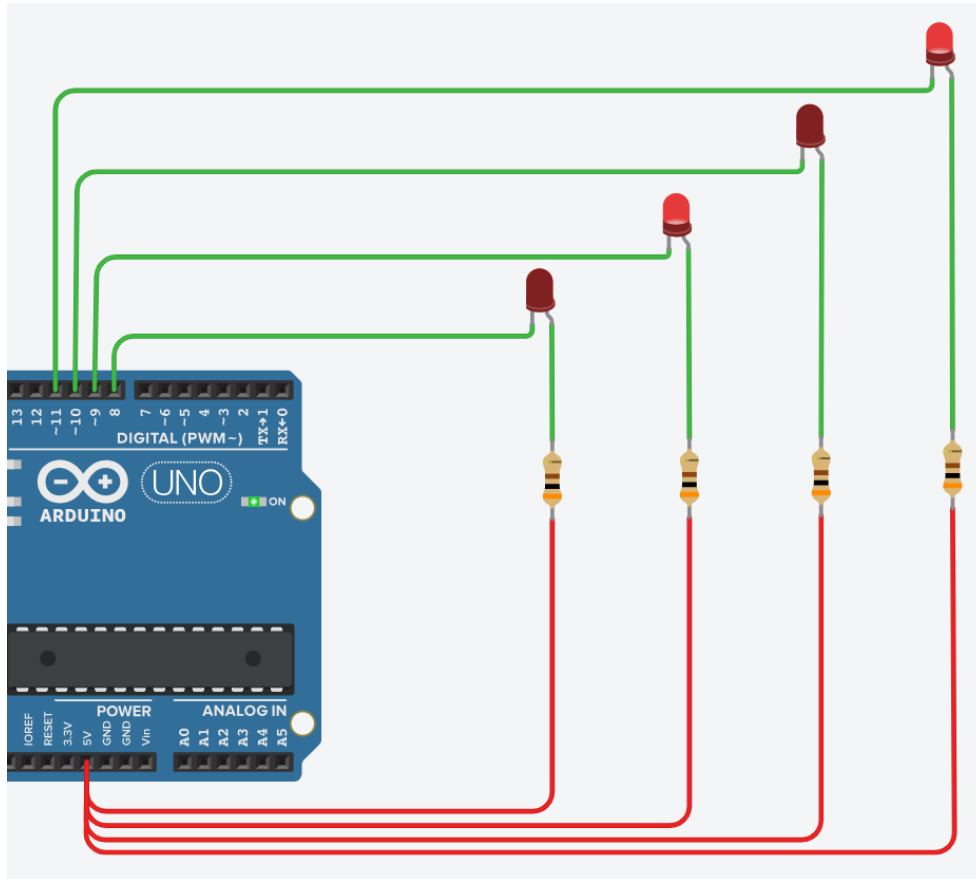 13
12
~11
~10
~9
8
7
~6
~5
4
~3
2
TX→1
RX←0
DIGITAL (PWM~)
UNO
ARDUINO
ON
IOREF
RESET
3.3V
5V
GND
GND
Vin
POWER
ANALOG IN
A0
A1
A2
A3
A4
A5